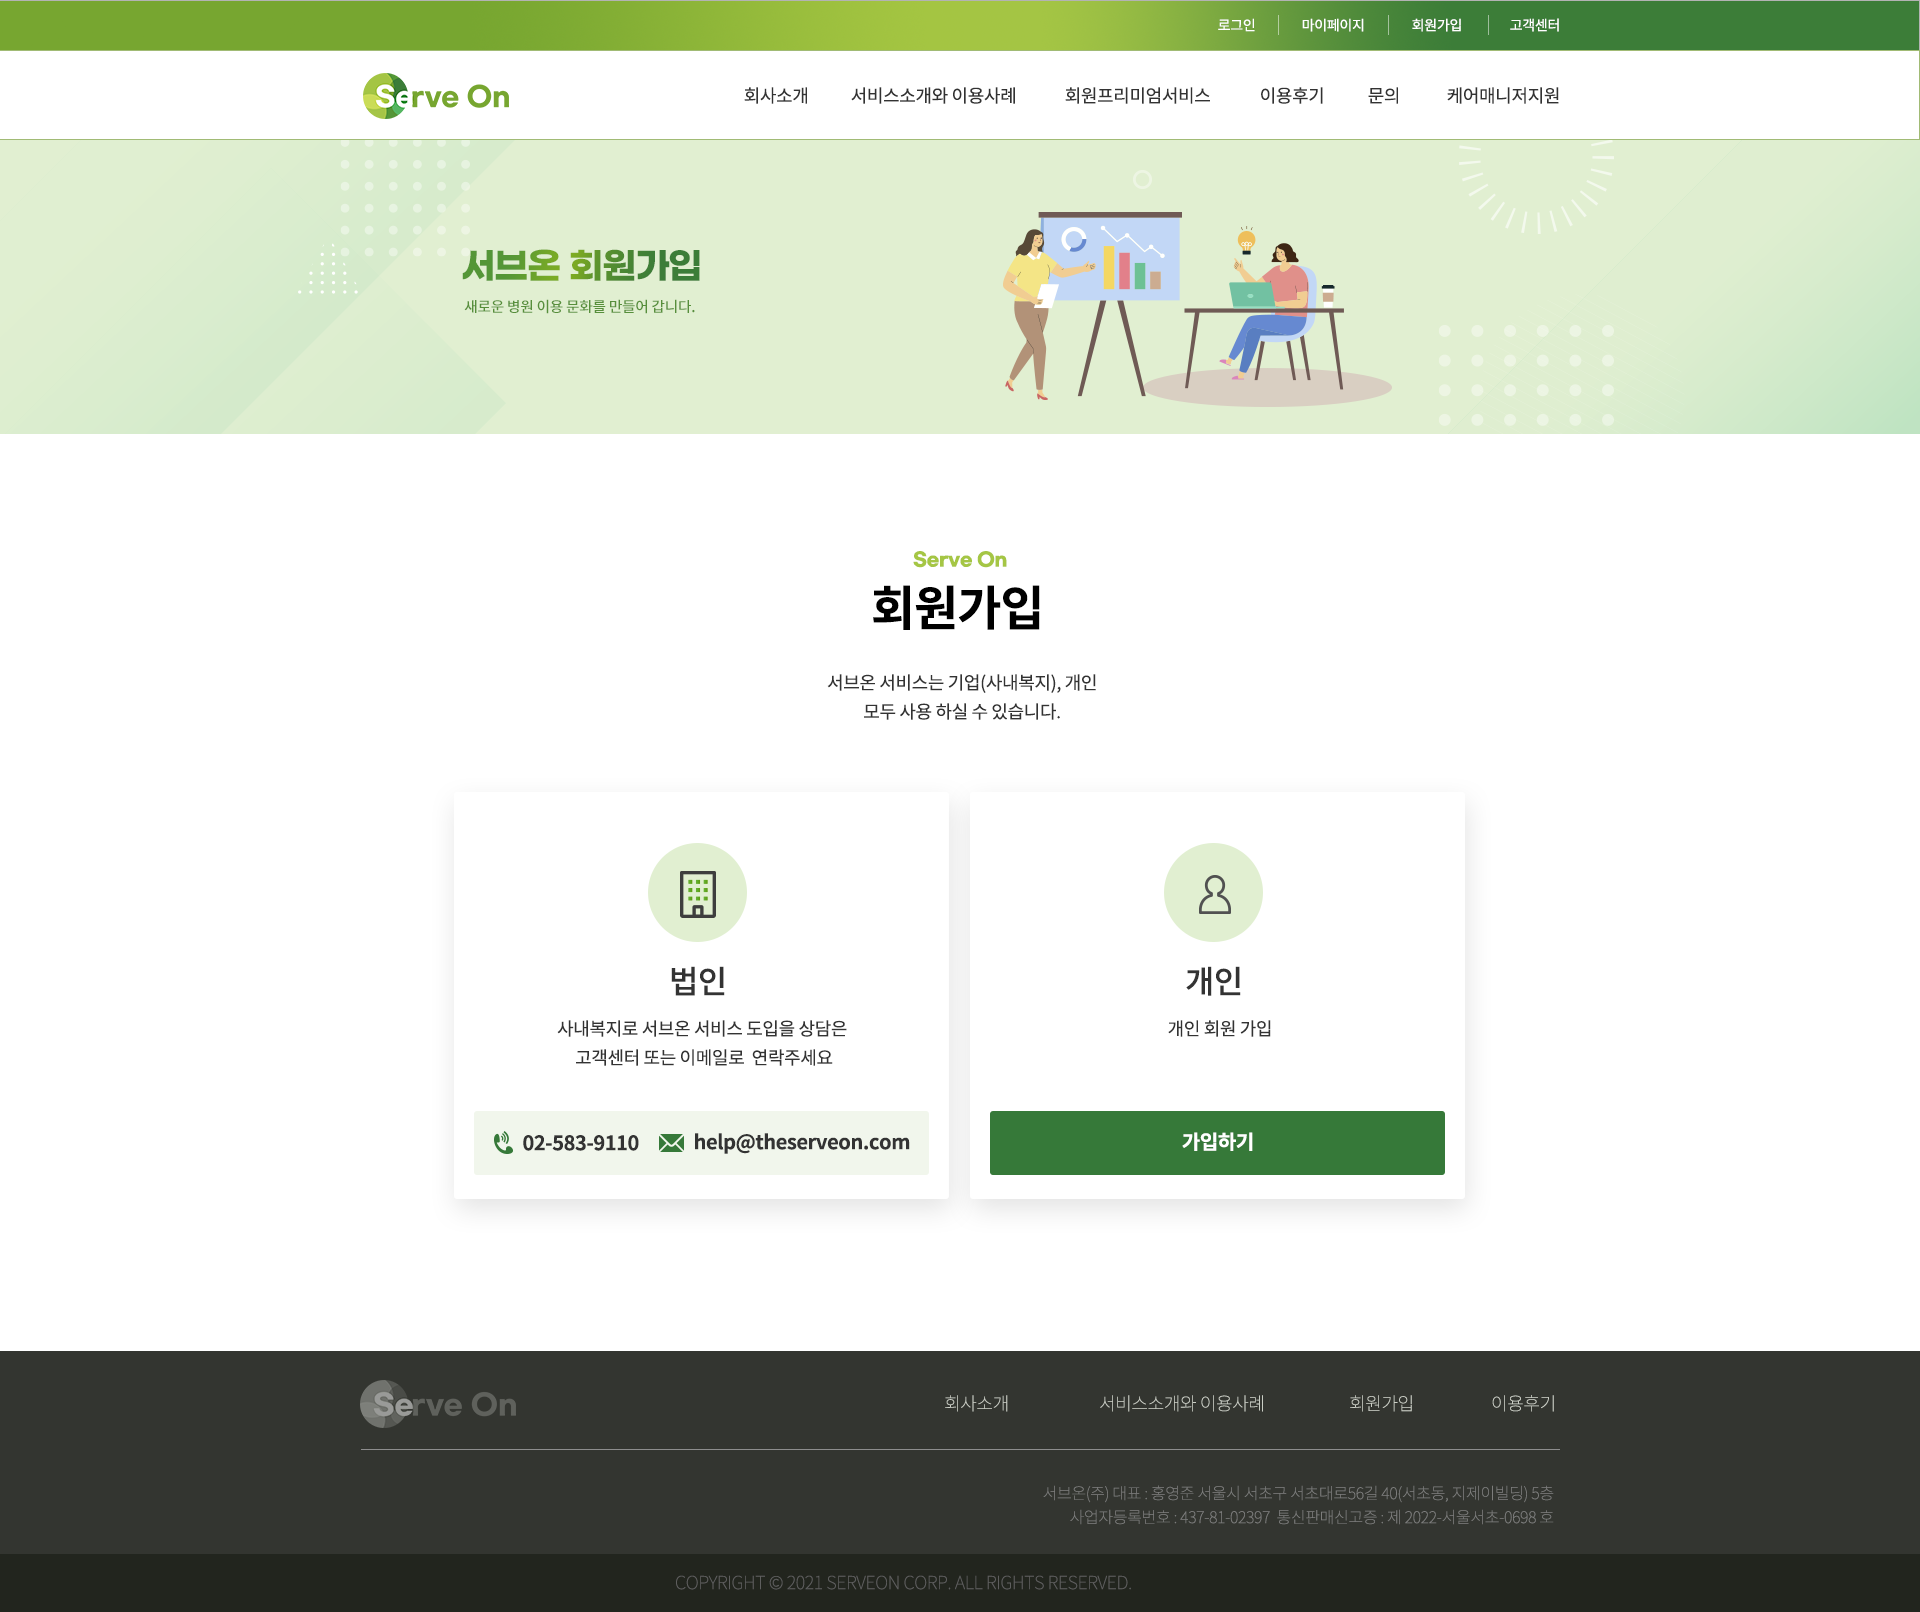 로그인 마이페이지 회원가입 고객센터
Serve On
회사소개 서비스소개와 이용사례 회원프리미엄서비스 이용후기 문의 케어매니저지원
서브온 회원가입
새로운 병원 이용 문화를 만들어 갑니다.
Serve On
회원가입
서브온 서비스는 기업(사내복지), 개인
모두 사용 하실 수 있습니다.
법인
사내복지로 서브온 서비스 도입을 상담은
고객센터 또는 이메일로 연락주세요
02-583-9110 help@theserveon.com
개인
개인 회원 가입
가입하기
Serve On
회사소개 서비스소개와 이용사례 회원가입 이용후기
서브온(주) 대표 : 홍영준 서울시 서초구 서초대로56길 40(서초동, 지제이빌딩) 5층
사업자등록번호 : 437-81-02397 통신판매신고증 : 제 2022-서울서초-0698 호
COPYRIGHT © 2021 SERVEON CORP. ALL RIGHTS RESERVED.